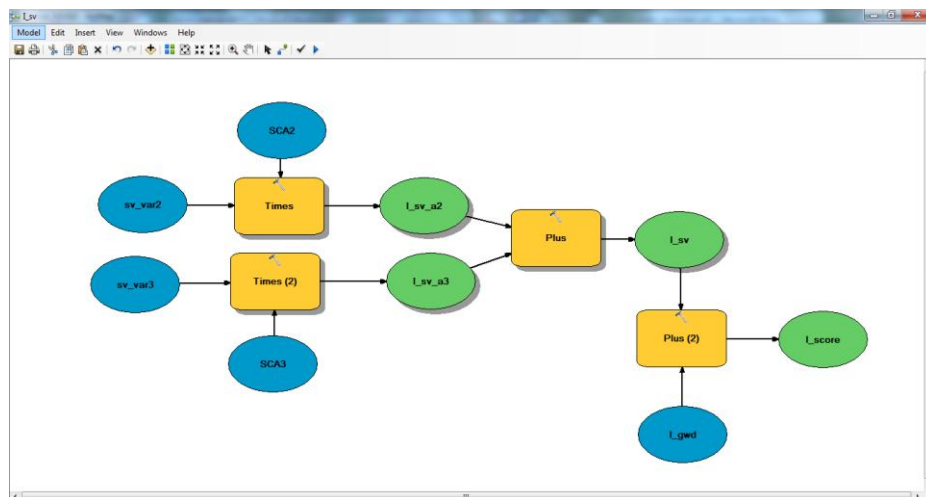 I_sv
Model Edit Insert View Windows Help
SCA2
sv_var2
Times
I_sv_a2
Plus
I_sv
sv_var3
Times (2)
I_sv_a3
SCA3
Plus (2)
I_score
I_gwd